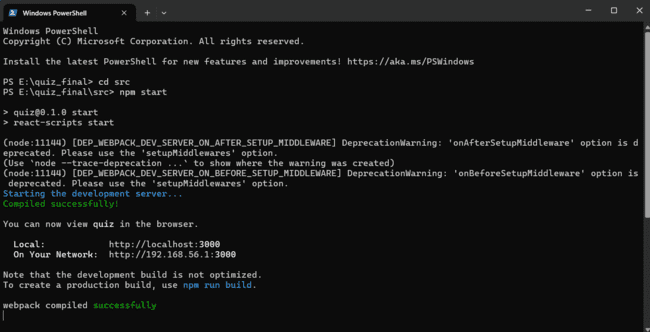 Windows PowerShell
Windows PowerShell
Copyright (C) Microsoft Corporation. All rights reserved.
Install the latest PowerShell for new features and improvements! https://aka.ms/PSWindows
PS E:\quiz_final> cd src
PS E:\quiz_final\src> npm start
> quiz@0.1.0 start
> react-scripts start
(node:11144) [DEP_WEBPACK_DEV_SERVER_ON_AFTER_SETUP_MIDDLEWARE] DeprecationWarning: 'onAfterSetupMiddleware' option is d
eprecated. Please use the 'setupMiddlewares' option.
(Use `node --trace-deprecation ...` to show where the warning was created)
(node:11144) [DEP_WEBPACK_DEV_SERVER_ON_BEFORE_SETUP_MIDDLEWARE] DeprecationWarning: 'onBeforeSetupMiddleware' option is
 deprecated. Please use the 'setupMiddlewares' option.
Starting the development server...
Compiled successfully!
You can now view quiz in the browser.
  Local:            http://localhost:3000
  On Your Network:  http://192.168.56.1:3000
Note that the development build is not optimized.
To create a production build, use npm run build.
webpack compiled successfully